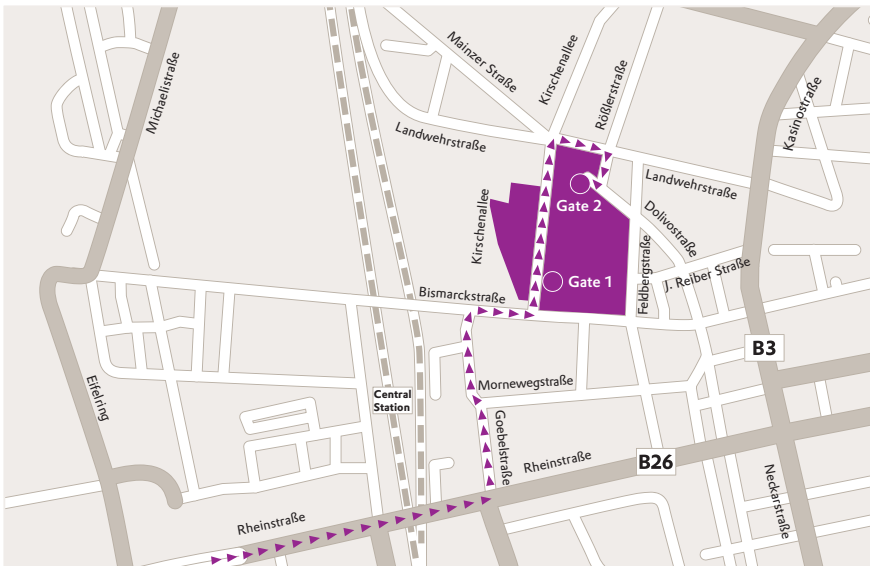 Mainzer Straße
Kirschenallee
Rößlerstraße
Michaelistraße
Kasinostraße
Landwehrstraße
Landwehrstraße
Kirschenallee
Gate 2
Dolivostraße
Feldbergstraße
J. Reiber Straße
Gate 1
Bismarckstraße
B3
Eifelring
Central
Station
Mornewegstraße
Goebelstraße
Rheinstraße
B26
Neckarstraße
Rheinstraße